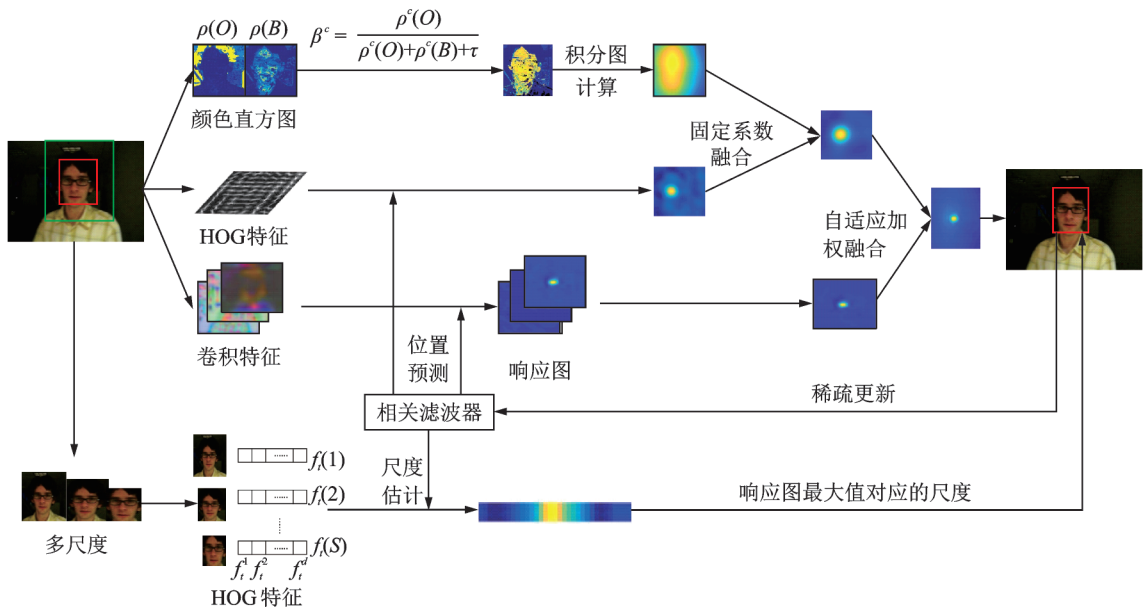 ρ(O) ρ(B)
β^c = ρ^c(O) / (ρ^c(O)+ρ^c(B)+τ)
积分图
计算
颜色直方图
固定系数
融合
HOG特征
自适应加
权融合
卷积特征
位置
预测
响应图
相关滤波器
稀疏更新
尺度
估计
...... f_t(1)
...... f_t(2)
......
...... f_t(S)
f_t^1 f_t^2 f_t^d
HOG 特征
多尺度
响应图最大值对应的尺度